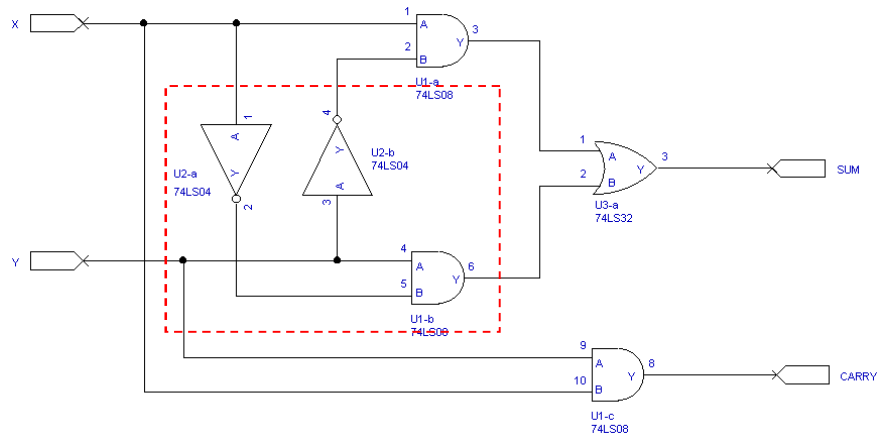 X
1
A
Y
3
2
B
U1-a
74LS08
1
A
Y
2
U2-a
74LS04
4
Y
A
3
U2-b
74LS04
1
A
Y
3
2
B
U3-a
74LS32
SUM
Y
4
A
Y
6
5
B
U1-b
74LS08
9
A
Y
8
10
B
U1-c
74LS08
CARRY